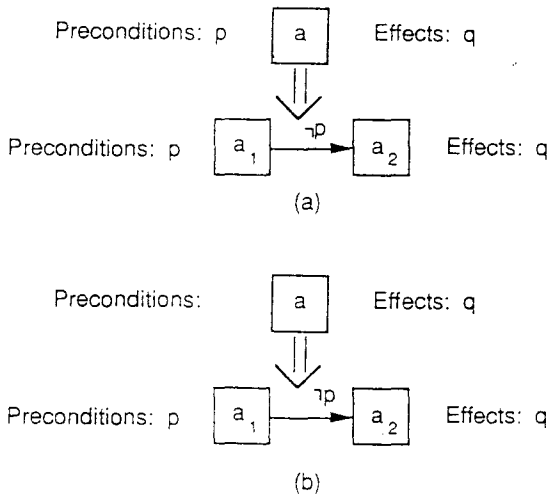 Preconditions: p a Effects: q
¬p
Preconditions: p a₁ a₂ Effects: q
(a)
Preconditions: a Effects: q
¬p
Preconditions: p a₁ a₂ Effects: q
(b)